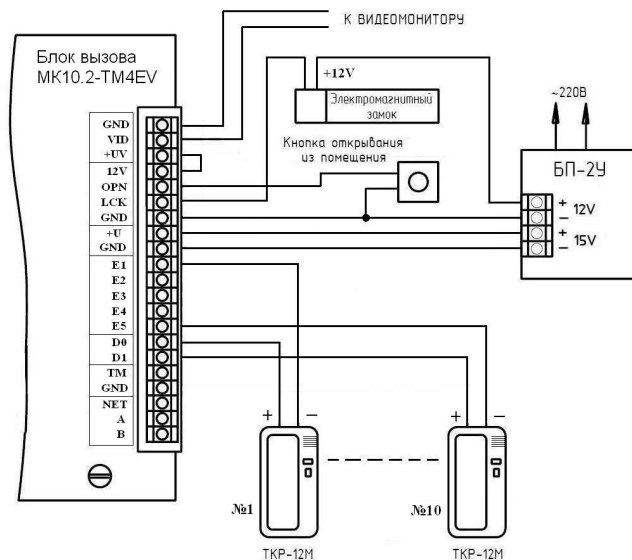 К ВИДЕОМОНИТОРУ
Блок вызова
МК10.2-TM4EV
+12V
Электромагнитный
замок
~220В
Кнопка открывания
из помещения
БП-2У
GND
VID
+UV
12V
OPN
LCK
GND
+U
GND
E1
E2
E3
E4
E5
D0
D1
TM
GND
NET
A
B
+
12V
−
+
15V
−
+ −
+ −
№1
№10
ТКР-12М
ТКР-12М